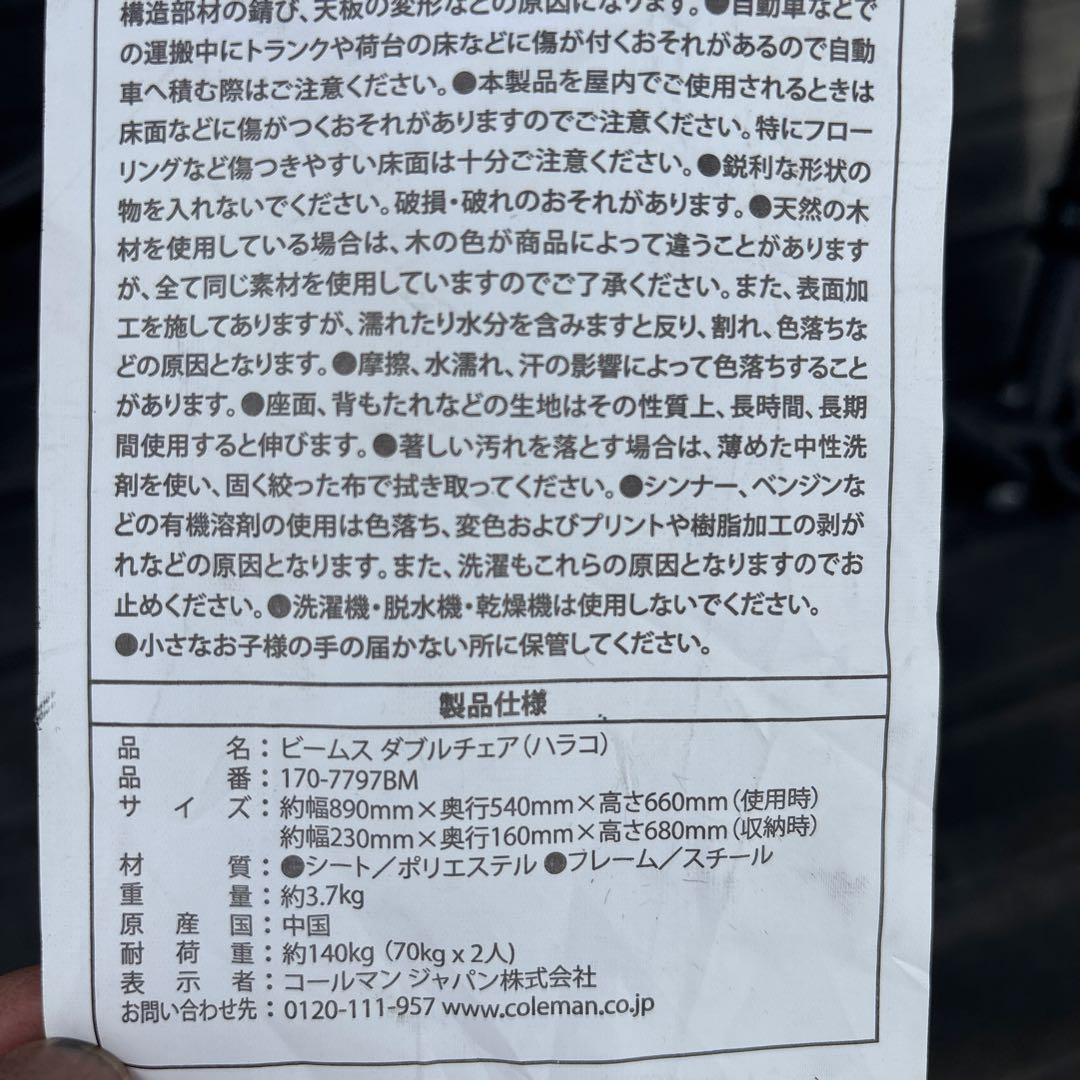 構造部材の錆び、天板の変形などの原因になります。●自動車などで
の運搬中にトランクや荷台の床などに傷が付くおそれがあるので自動
車へ積む際はご注意ください。●本製品を屋内でご使用されるときは
床面などに傷がつくおそれがありますのでご注意ください。特にフロー
リングなど傷つきやすい床面は十分ご注意ください。●鋭利な形状の
物を入れないでください。破損・破れのおそれがあります。●天然の木
材を使用している場合は、木の色が商品によって違うことがあります
が、全て同じ素材を使用していますのでご了承ください。また、表面加
工を施してありますが、濡れたり水分を含みますと反り、割れ、色落ちな
どの原因となります。●摩擦、水濡れ、汗の影響によって色落ちすること
があります。●座面、背もたれなどの生地はその性質上、長時間、長期
間使用すると伸びます。●著しい汚れを落とす場合は、薄めた中性洗
剤を使い、固く絞った布で拭き取ってください。●シンナー、ベンジンな
どの有機溶剤の使用は色落ち、変色およびプリントや樹脂加工の剥が
れなどの原因となります。また、洗濯もこれらの原因となりますのでお
止めください。●洗濯機・脱水機・乾燥機は使用しないでください。
●小さなお子様の手の届かない所に保管してください。
製品仕様
品名：ビームス ダブルチェア（ハラコ）
品番：170-7797BM
サイズ：約幅890mm×奥行540mm×高さ660mm（使用時）
約幅230mm×奥行160mm×高さ680mm（収納時）
材質：●シート／ポリエステル ●フレーム／スチール
重量：約3.7kg
原産国：中国
耐荷重：約140kg（70kg x 2人）
表示者：コールマン ジャパン株式会社
お問い合わせ先：0120-111-957 www.coleman.co.jp